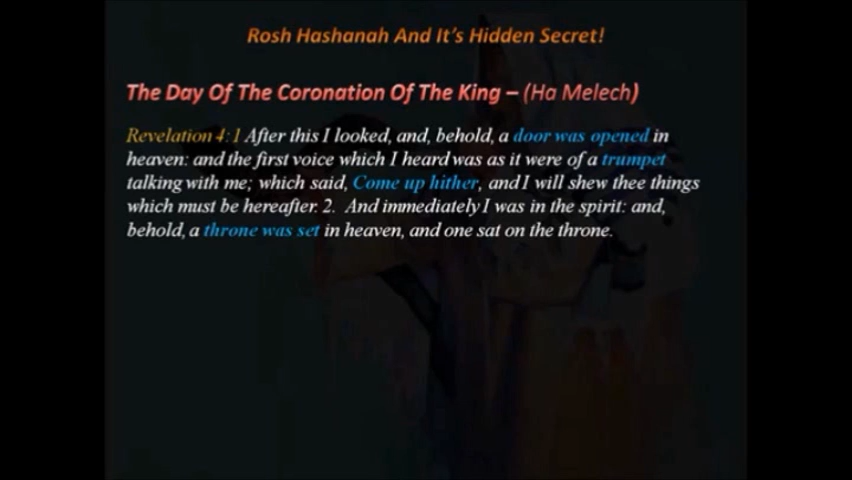 Rosh Hashanah And It's Hidden Secret!
The Day Of The Coronation Of The King – (Ha Melech)
Revelation 4:1 After this I looked, and, behold, a door was opened in
heaven: and the first voice which I heard was as it were of a trumpet
talking with me; which said, Come up hither, and I will shew thee things
which must be hereafter. 2. And immediately I was in the spirit: and,
behold, a throne was set in heaven, and one sat on the throne.